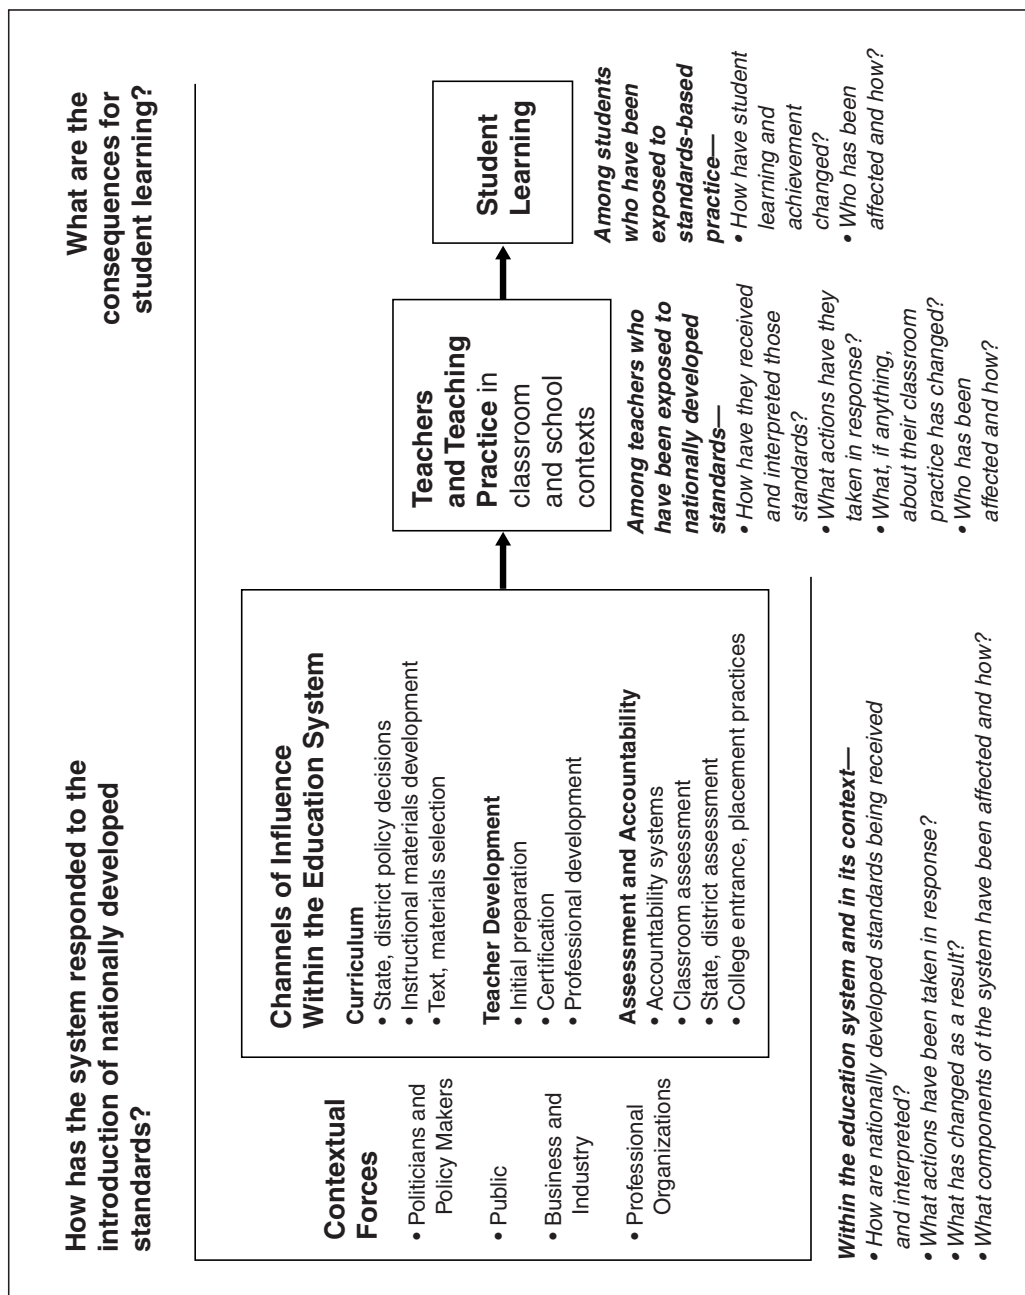 How has the system responded to the
introduction of nationally developed
standards?
What are the
consequences for
student learning?
Contextual
Forces
• Politicians and
Policy Makers
• Public
• Business and
Industry
• Professional
Organizations
Channels of Influence
Within the Education System
Curriculum
• State, district policy decisions
• Instructional materials development
• Text, materials selection
Teacher Development
• Initial preparation
• Certification
• Professional development
Assessment and Accountability
• Accountability systems
• Classroom assessment
• State, district assessment
• College entrance, placement practices
Teachers
and Teaching
Practice in
classroom
and school
contexts
Student
Learning
Within the education system and in its context—
• How are nationally developed standards being received
and interpreted?
• What actions have been taken in response?
• What has changed as a result?
• What components of the system have been affected and how?
Among teachers who
have been exposed to
nationally developed
standards—
• How have they received
and interpreted those
standards?
• What actions have they
taken in response?
• What, if anything,
about their classroom
practice has changed?
• Who has been
affected and how?
Among students
who have been
exposed to
standards-based
practice—
• How have student
learning and
achievement
changed?
• Who has been
affected and how?